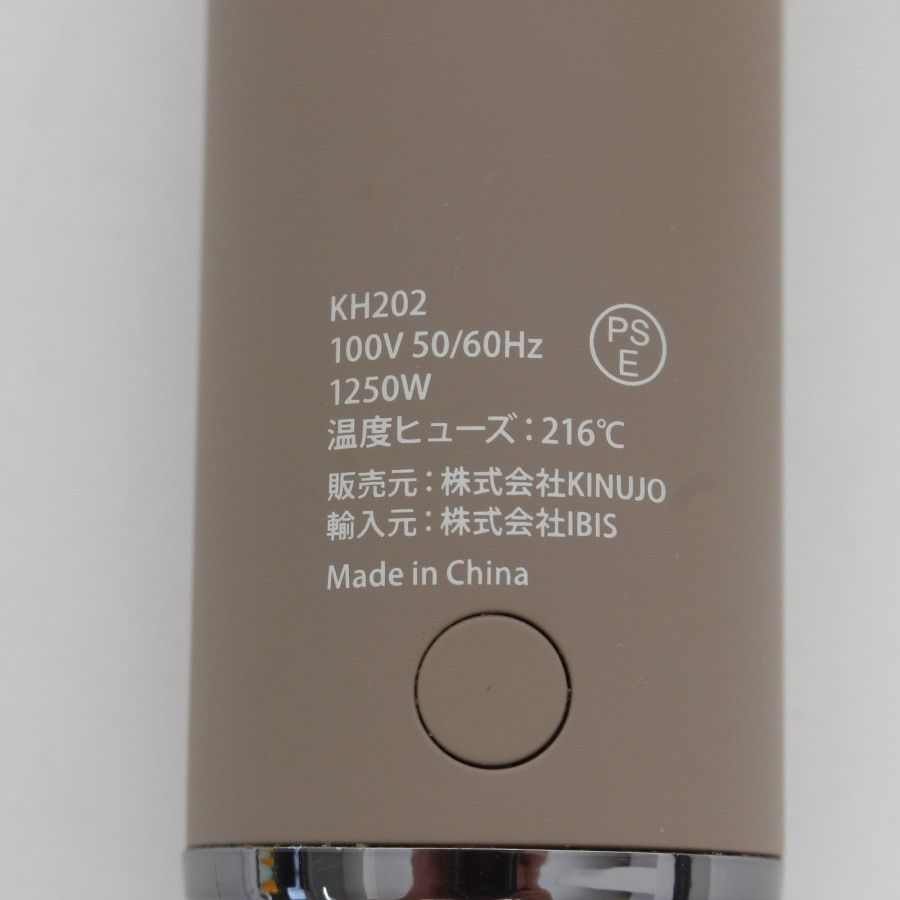 KH202
100V 50/60Hz
1250W
温度ヒューズ：216℃
販売元：株式会社KINUJO
輸入元：株式会社IBIS
Made in China
PS
E